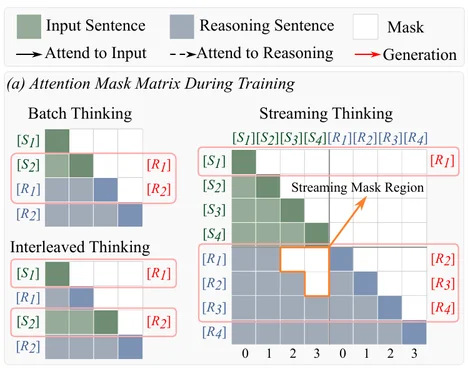 Input Sentence Reasoning Sentence Mask
Attend to Input Attend to Reasoning Generation
(a) Attention Mask Matrix During Training
Batch Thinking
[S1]
[S2] [R1]
[R1] [R2]
[R2]
Interleaved Thinking
[S1] [R1]
[R1]
[S2] [R2]
[R2]
Streaming Thinking
[S1][S2][S3][S4][R1][R2][R3][R4]
[S1] [R1]
[S2] Streaming Mask Region
[S3]
[S4]
[R1] [R2]
[R2] [R3]
[R3] [R4]
[R4]
0 1 2 3 0 1 2 3